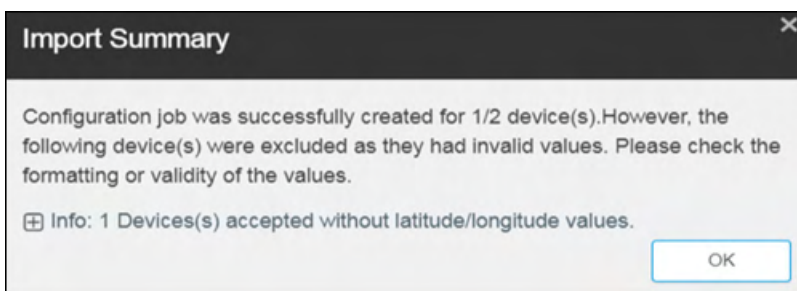 Import Summary
Configuration job was successfully created for 1/2 device(s).However, the
following device(s) were excluded as they had invalid values. Please check the
formatting or validity of the values.
Info: 1 Devices(s) accepted without latitude/longitude values.
OK